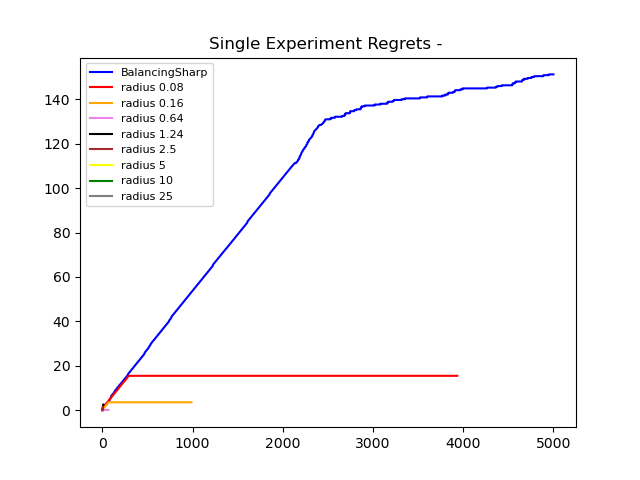 Single Experiment Regrets -
BalancingSharp
radius 0.08
radius 0.16
radius 0.64
radius 1.24
radius 2.5
radius 5
radius 10
radius 25
140
120
100
80
60
40
20
0
0 1000 2000 3000 4000 5000